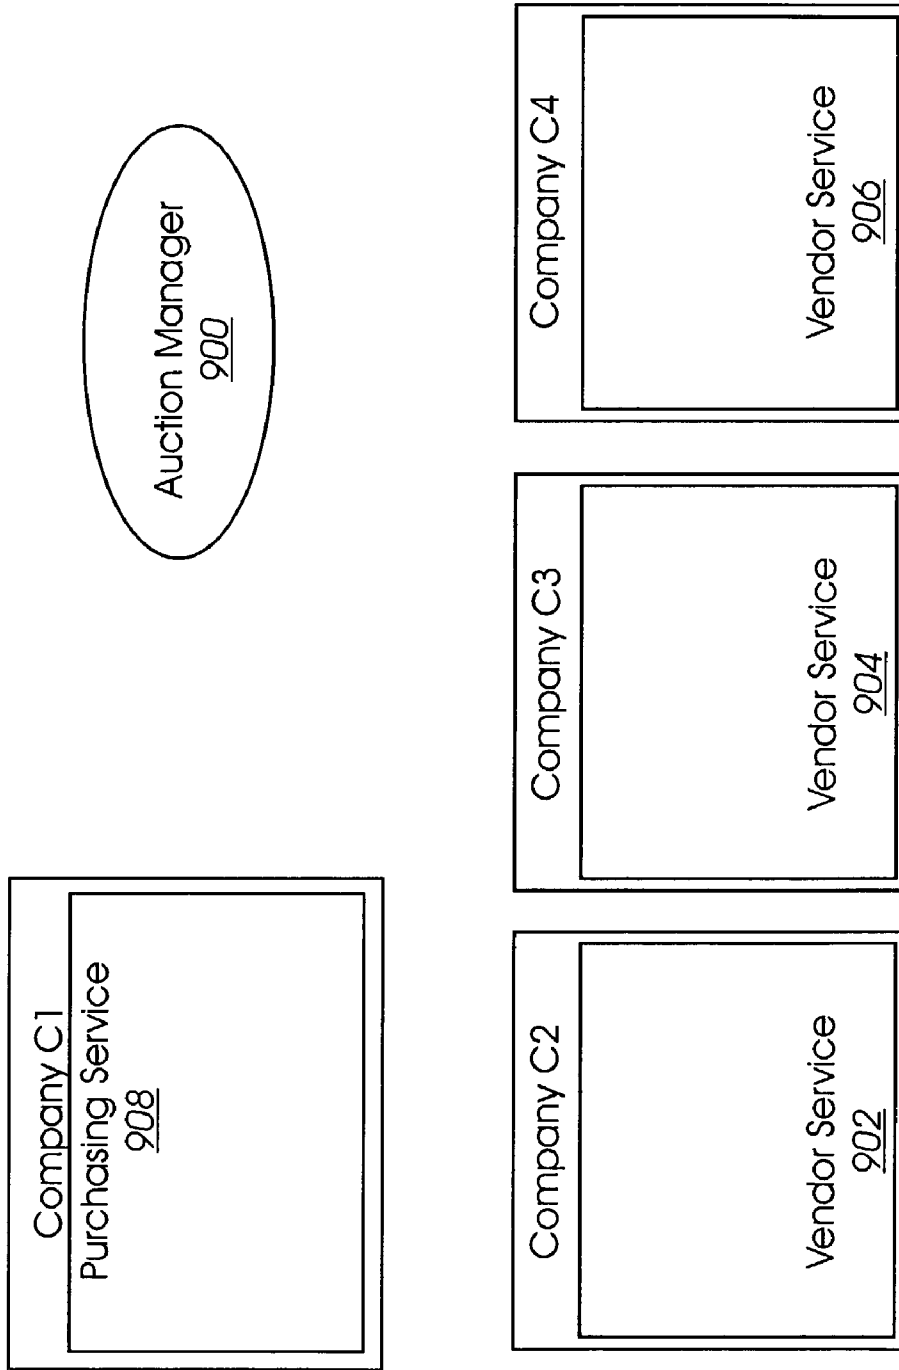 Company C1
Purchasing Service
908
Auction Manager
900
Company C2
Vendor Service
902
Company C3
Vendor Service
904
Company C4
Vendor Service
906